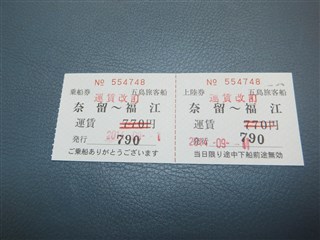 № 554748
乗船券 五島旅客船
運賃改訂
奈留～福江
運賃 770円
発行 790
ご乗船ありがとうございます
№ 554748
上陸券 五島旅客船
運賃改訂
奈留～福江
運賃 770円
790
-09.-
当日限り途中下船前途無効